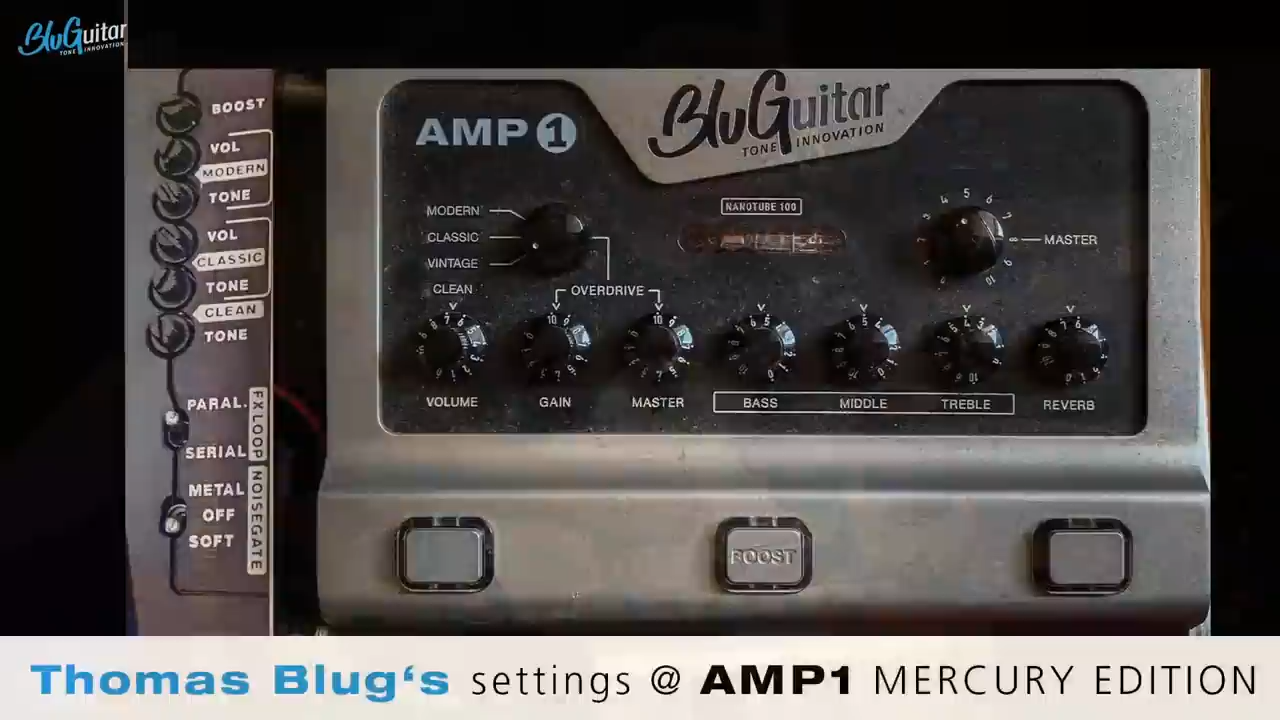 BluGuitar
TONE INNOVATION
BOOST
VOL
MODERN
TONE
VOL
CLASSIC
TONE
CLEAN
TONE
PARAL.
FX LOOP
SERIAL
METAL
OFF
NOISEGATE
SOFT
AMP 1
BluGuitar
TONE INNOVATION
NANOTUBE 100
MODERN
CLASSIC
VINTAGE
CLEAN
OVERDRIVE
MASTER
VOLUME
GAIN
MASTER
BASS
MIDDLE
TREBLE
REVERB
BOOST
Thomas Blug‘s settings @ AMP1 MERCURY EDITION